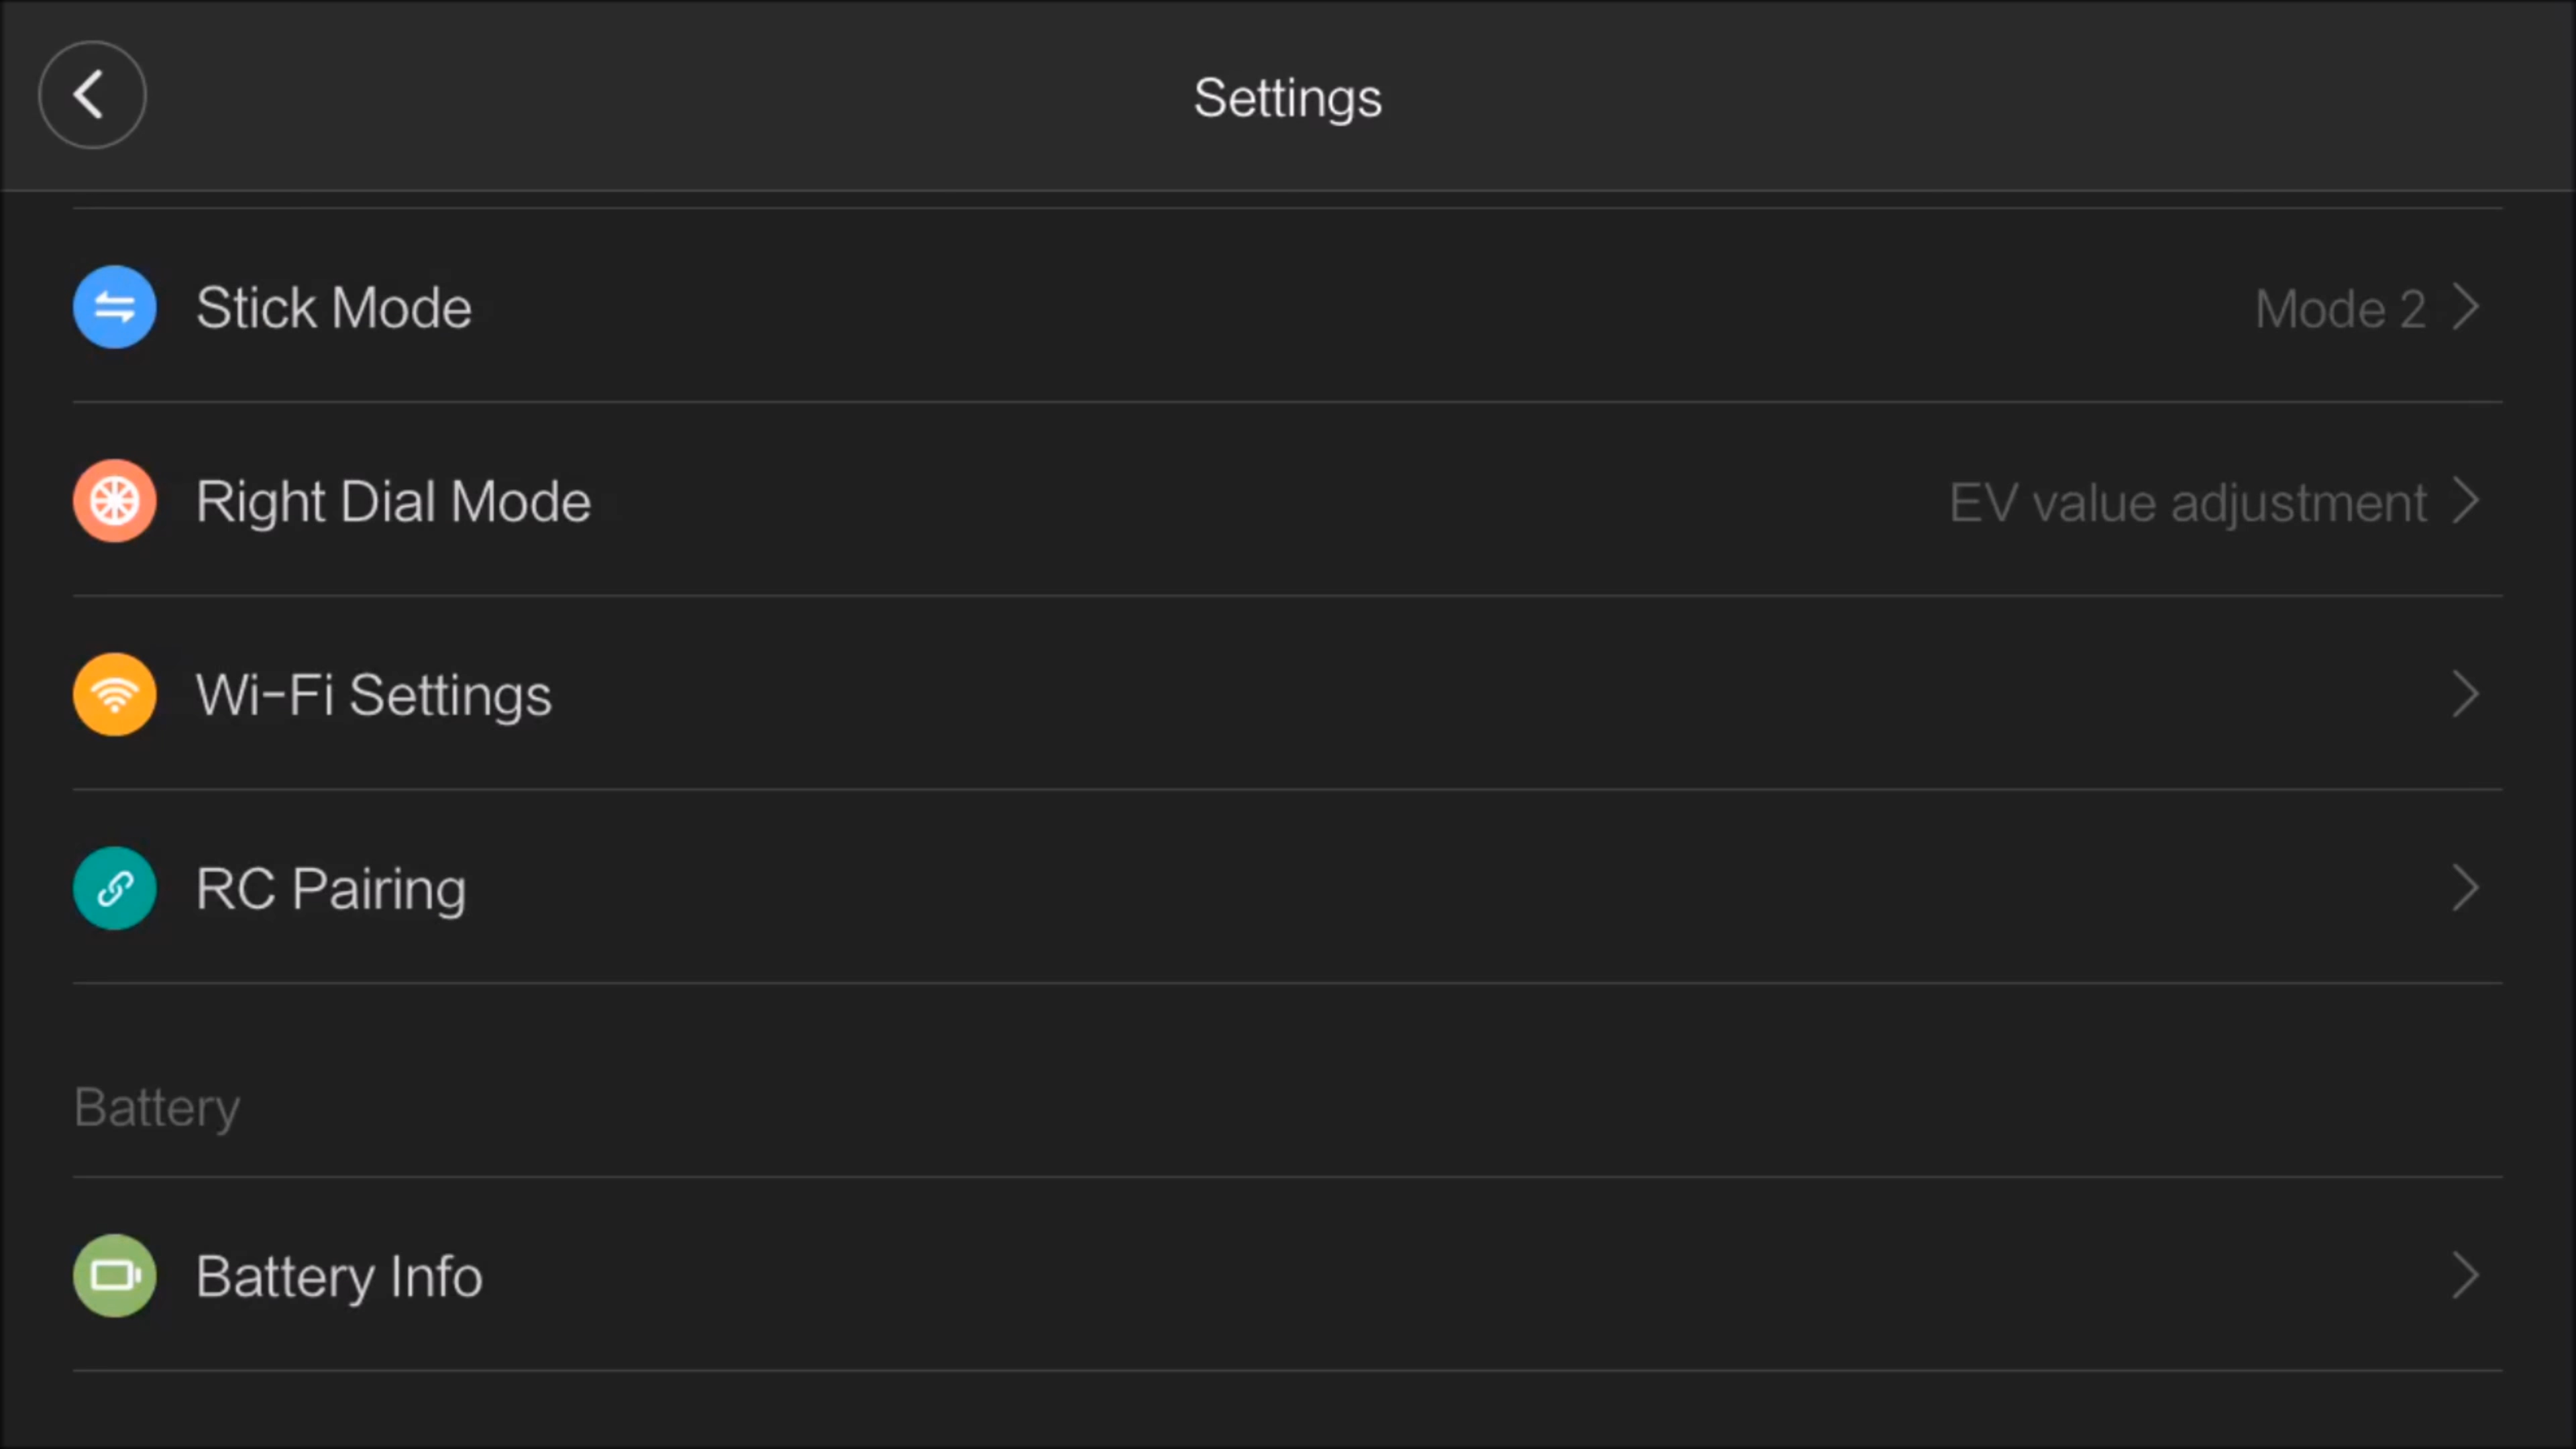 Settings
Stick Mode
Mode 2
Right Dial Mode
EV value adjustment
Wi-Fi Settings
RC Pairing
Battery
Battery Info